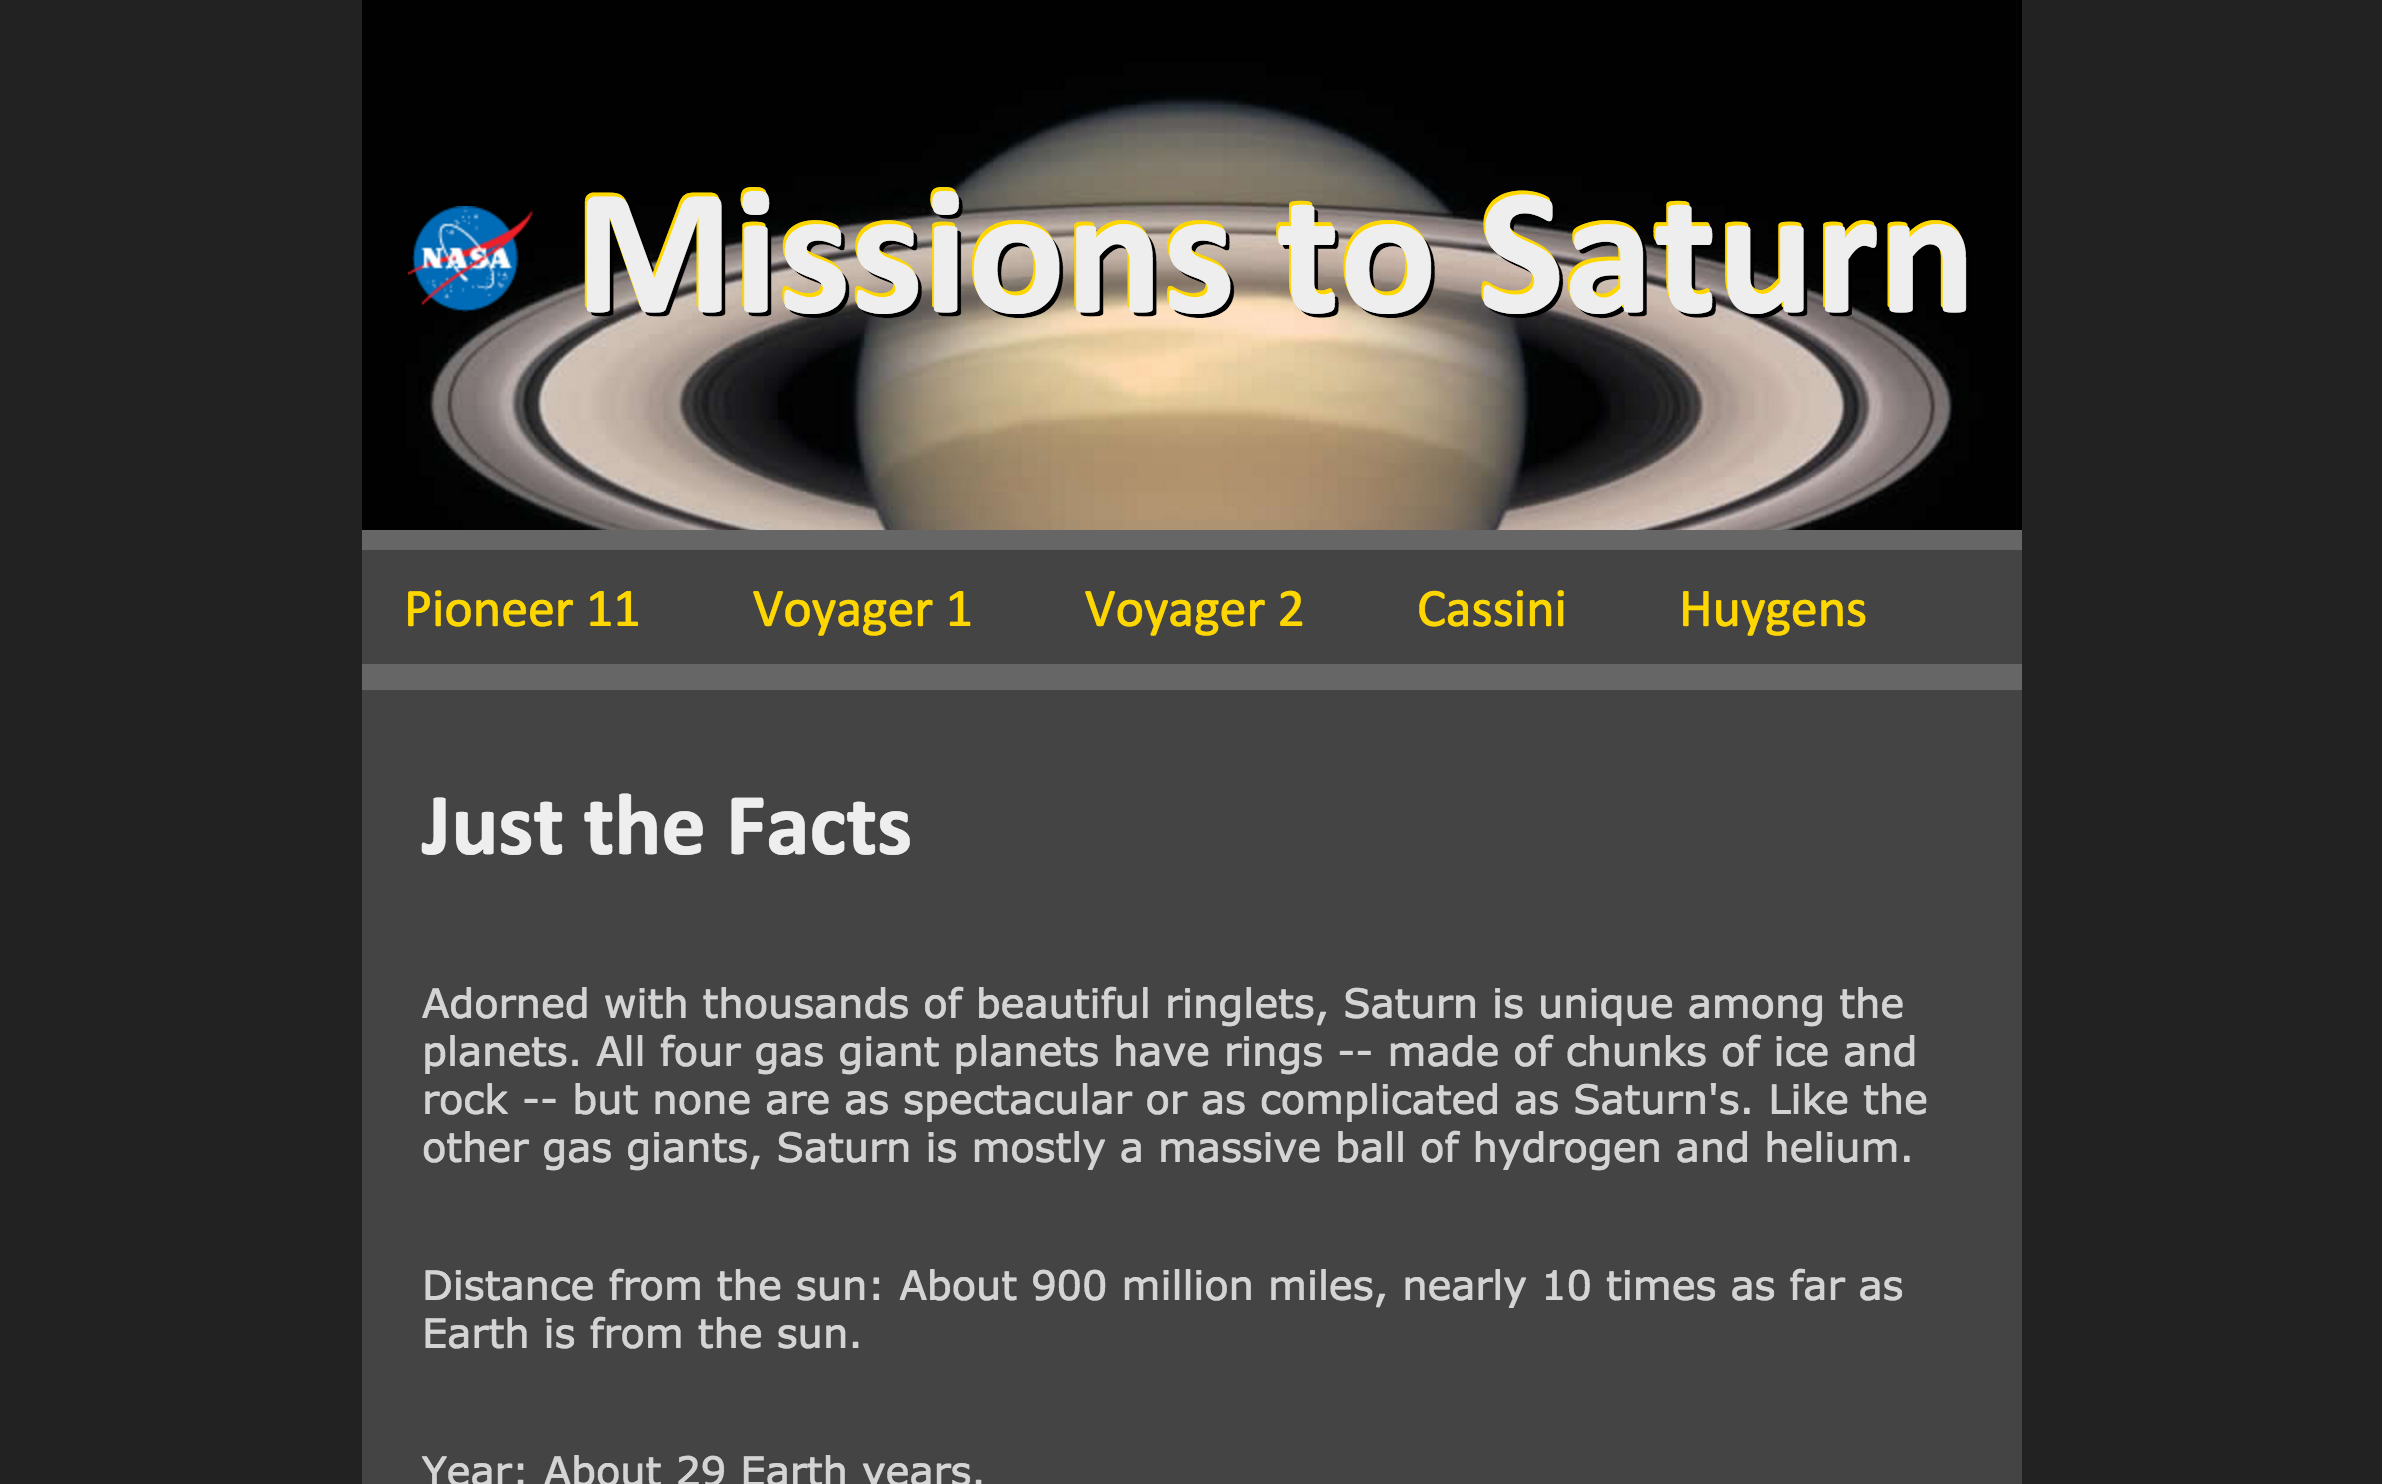 NASA
Missions to Saturn
Pioneer 11 Voyager 1 Voyager 2 Cassini Huygens
Just the Facts
Adorned with thousands of beautiful ringlets, Saturn is unique among the
planets. All four gas giant planets have rings -- made of chunks of ice and
rock -- but none are as spectacular or as complicated as Saturn's. Like the
other gas giants, Saturn is mostly a massive ball of hydrogen and helium.
Distance from the sun: About 900 million miles, nearly 10 times as far as
Earth is from the sun.
Year: About 29 Earth years.